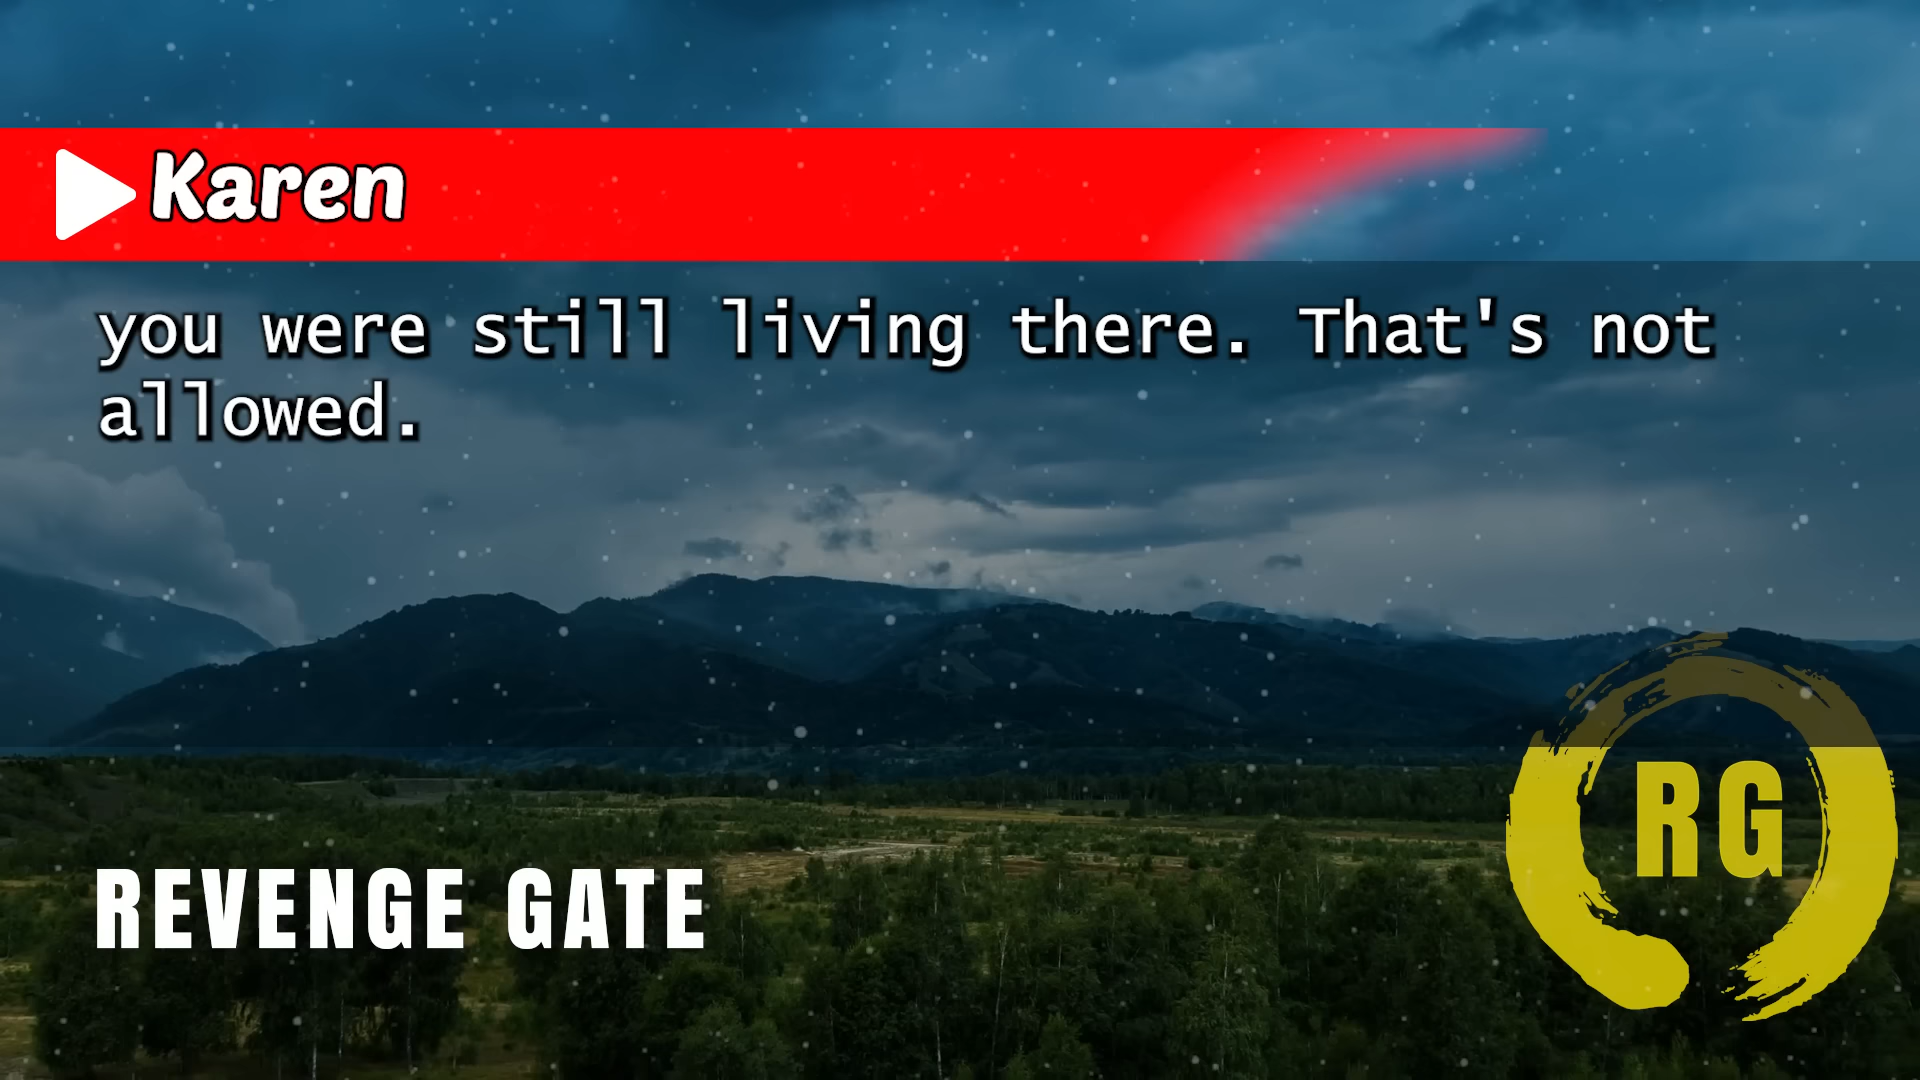 Karen
you were still living there. That's not
allowed.
RG
REVENGE GATE